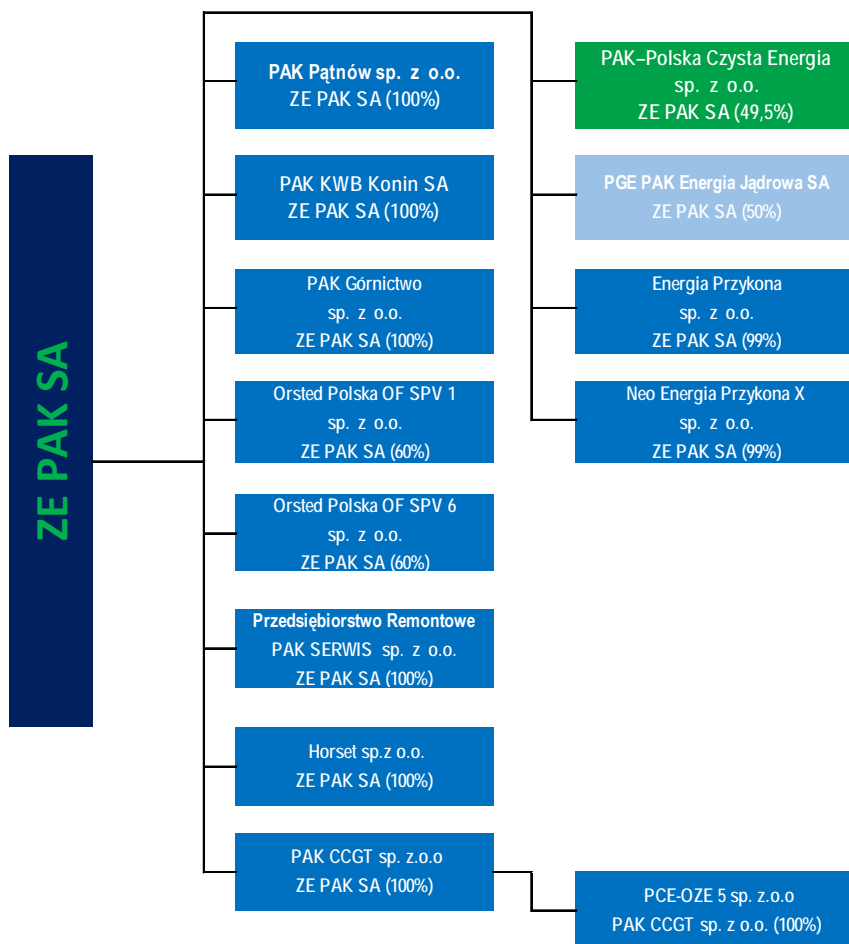 ZE PAK SA
PAK Pątnów sp. z o.o.
ZE PAK SA (100%)
PAK KWB Konin SA
ZE PAK SA (100%)
PAK Górnictwo
sp. z o.o.
ZE PAK SA (100%)
Orsted Polska OF SPV 1
sp. z o.o.
ZE PAK SA (60%)
Orsted Polska OF SPV 6
sp. z o.o.
ZE PAK SA (60%)
Przedsiębiorstwo Remontowe
PAK SERWIS sp. z o.o.
ZE PAK SA (100%)
Horset sp.z o.o.
ZE PAK SA (100%)
PAK CCGT sp. z.o.o
ZE PAK SA (100%)
PAK–Polska Czysta Energia
sp. z o.o.
ZE PAK SA (49,5%)
PGE PAK Energia Jądrowa SA
ZE PAK SA (50%)
Energia Przykona
sp. z o.o.
ZE PAK SA (99%)
Neo Energia Przykona X
sp. z o.o.
ZE PAK SA (99%)
PCE-OZE 5 sp. z.o.o
PAK CCGT sp. z o.o. (100%)